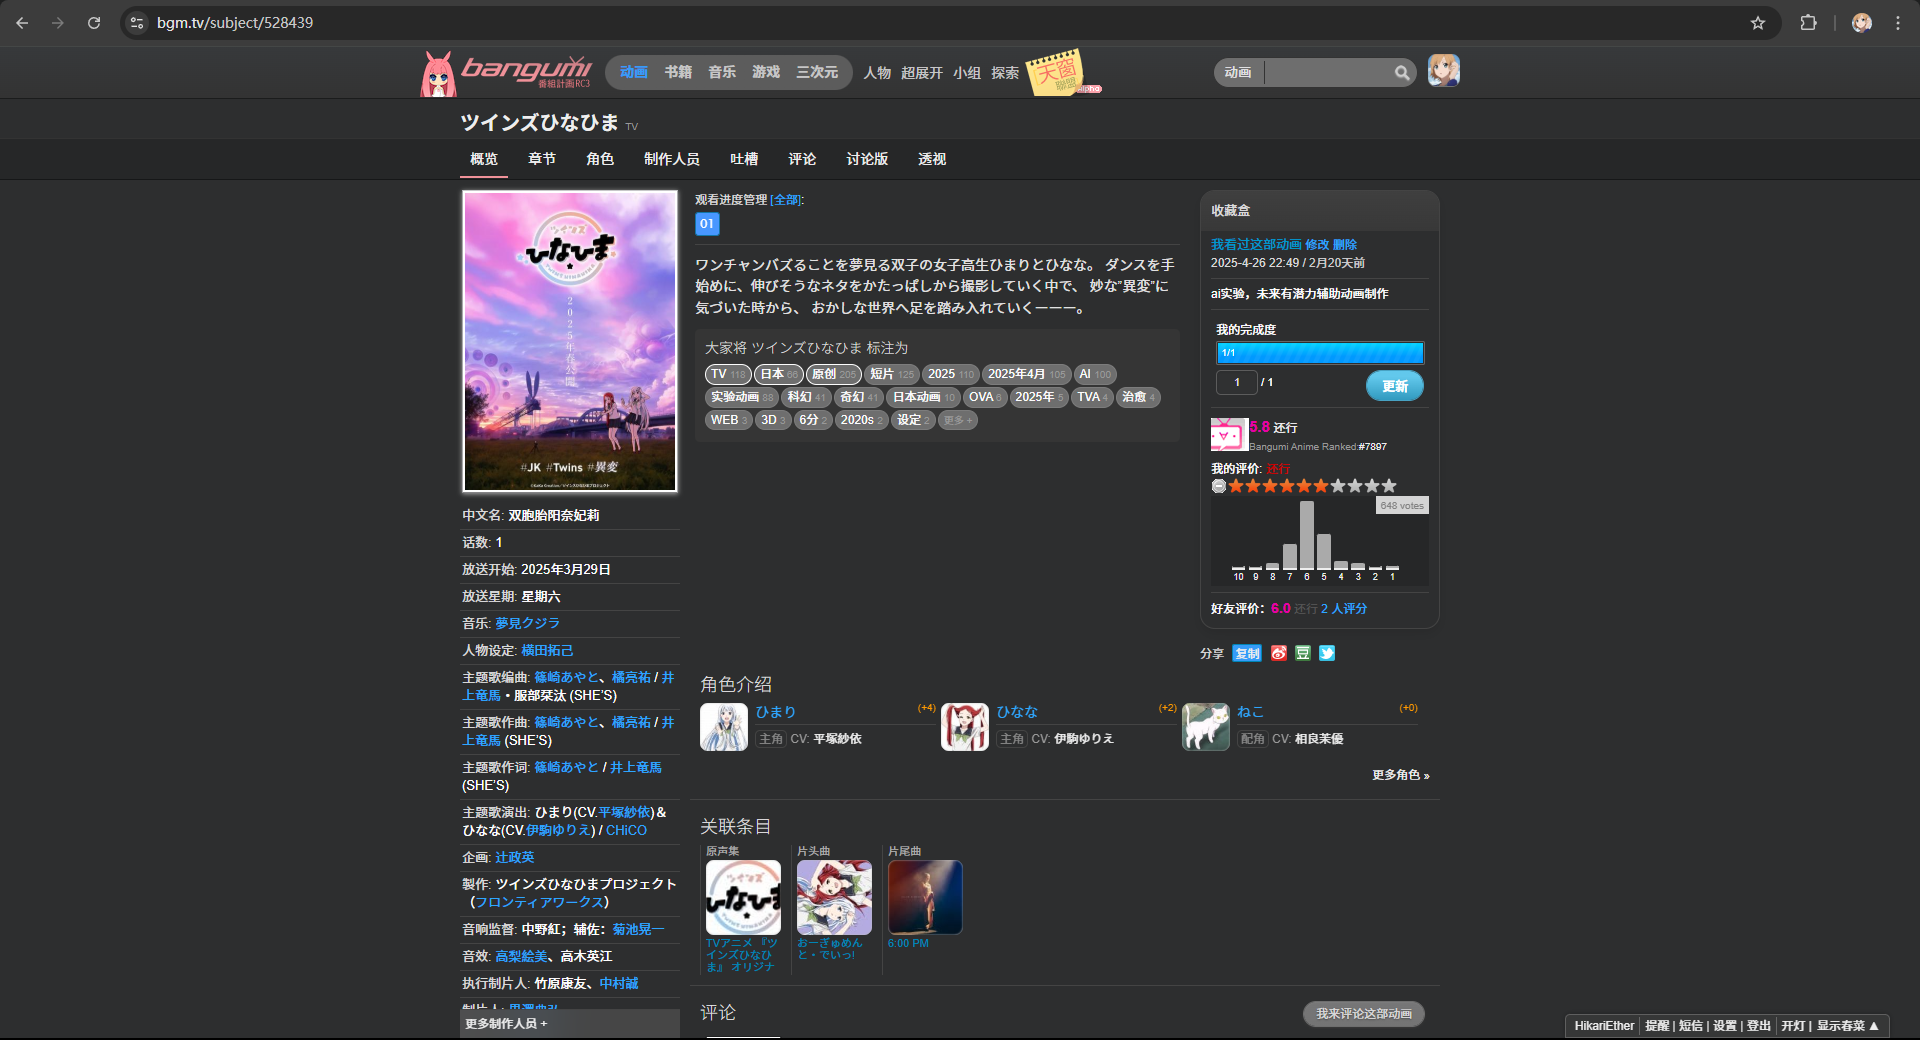 bgm.tv/subject/528439
bangumi
番組計画RC3
动画 书籍 音乐 游戏 三次元
人物 超展开 小组 探索
天窗
联盟
alpha
动画
ツインズひなひま TV
概览 章节 角色 制作人员 吐槽 评论 讨论版 透视
ツインズ
ひなひま
TWINS HINAHIMA
2025年春公開
#JK #Twins #異変
中文名: 双胞胎阳奈妃莉
话数: 1
放送开始: 2025年3月29日
放送星期: 星期六
音乐: 夢見クジラ
人物设定: 横田拓己
主题歌编曲: 篠崎あやと、橘亮祐 / 井
上竜馬・服部栞汰 (SHE'S)
主题歌作曲: 篠崎あやと、橘亮祐 / 井
上竜馬 (SHE'S)
主题歌作词: 篠崎あやと / 井上竜馬
(SHE'S)
主题歌演出: ひまり(CV.平塚紗依)＆
ひなな(CV.伊駒ゆりえ) / CHiCO
企画: 辻政英
製作: ツインズひなひまプロジェクト
（フロンティアワークス）
音响监督: 中野紅；辅佐：菊池晃一
音效: 高梨絵美、高木英江
执行制片人: 竹原康友、中村誠
制片人: 黒澤典弘
更多制作人员 +
观看进度管理 [全部]:
01
ワンチャンバズることを夢見る双子の女子高生ひまりとひなな。 ダンスを手
始めに、伸びそうなネタをかたっぱしから撮影していく中で、 妙な"異変"に
気づいた時から、 おかしな世界へ足を踏み入れていくーーー。
大家将 ツインズひなひま 标注为
TV 118 日本 66 原创 205 短片 125 2025 110 2025年4月 105 AI 100
实验动画 88 科幻 41 奇幻 41 日本动画 10 OVA 6 2025年 5 TVA 4 治愈 4
WEB 3 3D 3 6分 2 2020s 2 设定 2 更多 +
收藏盒
我看过这部动画 修改 删除
2025-4-26 22:49 / 2月20天前
ai实验，未来有潜力辅助动画制作
我的完成度
1/1
1 / 1
更新
5.8 还行
Bangumi Anime Ranked:#7897
我的评价: 还行
648 votes
10 9 8 7 6 5 4 3 2 1
好友评价：6.0 还行 2 人评分
分享 复制
豆
角色介绍
ひまり (+4)
主角 CV: 平塚紗依
ひなな (+2)
主角 CV: 伊駒ゆりえ
ねこ (+0)
配角 CV: 相良茉優
更多角色 »
关联条目
原声集
ツインズ
ひなひま
TWINS HINAHIMA
TVアニメ 『ツ
インズひなひ
ま』 オリジナ
片头曲
おーぎゅめん
と・でいっ!
片尾曲
6:00 PM
评论
我来评论这部动画
HikariEther 提醒 | 短信 | 设置 | 登出 开灯 | 显示春菜 ▲